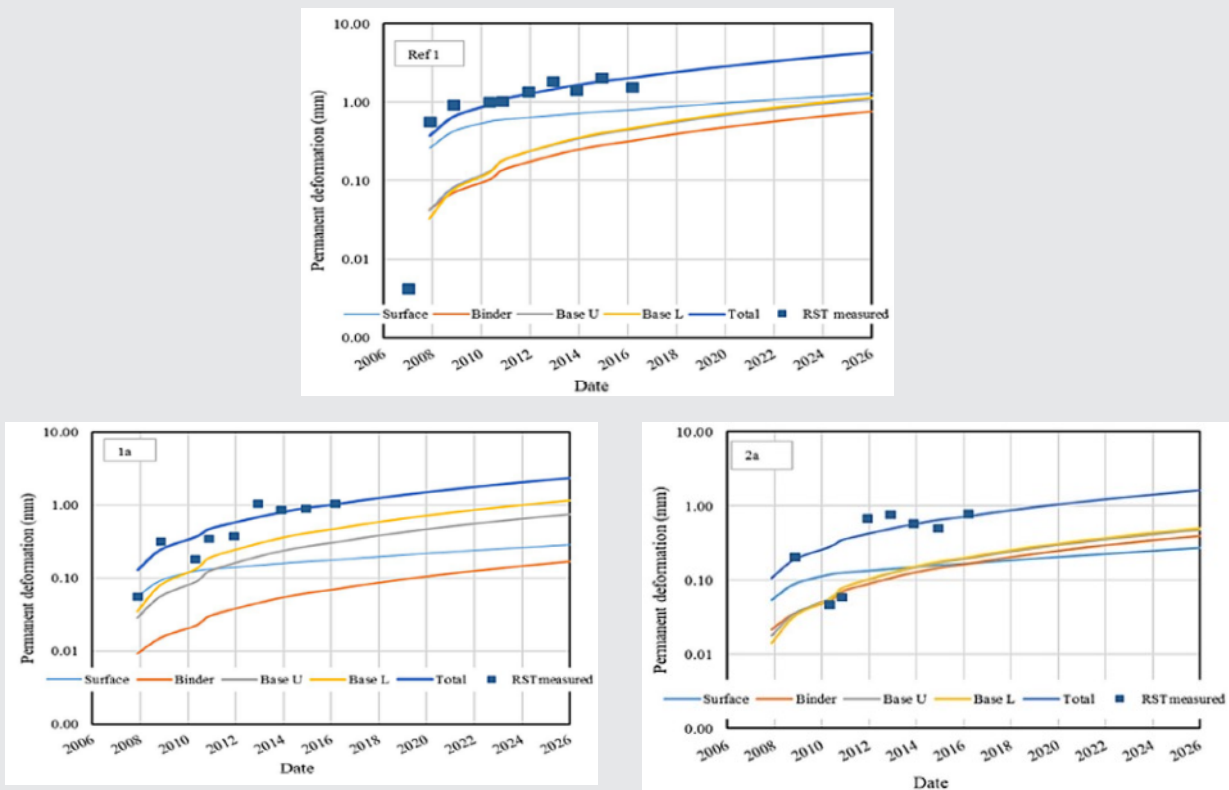 10.00
Ref 1
1.00
0.10
0.01
0.00
Permanent deformation (mm)
Surface Binder Base U Base L Total RST measured
2006 2008 2010 2012 2014 2016 2018 2020 2022 2024 2026
Date
10.00
1a
1.00
0.10
0.01
0.00
Permanent deformation (mm)
Surface Binder Base U Base L Total RST measured
2006 2008 2010 2012 2014 2016 2018 2020 2022 2024 2026
Date
10.00
2a
1.00
0.10
0.01
0.00
Permanent deformation (mm)
Surface Binder Base U Base L Total RST measured
2006 2008 2010 2012 2014 2016 2018 2020 2022 2024 2026
Date